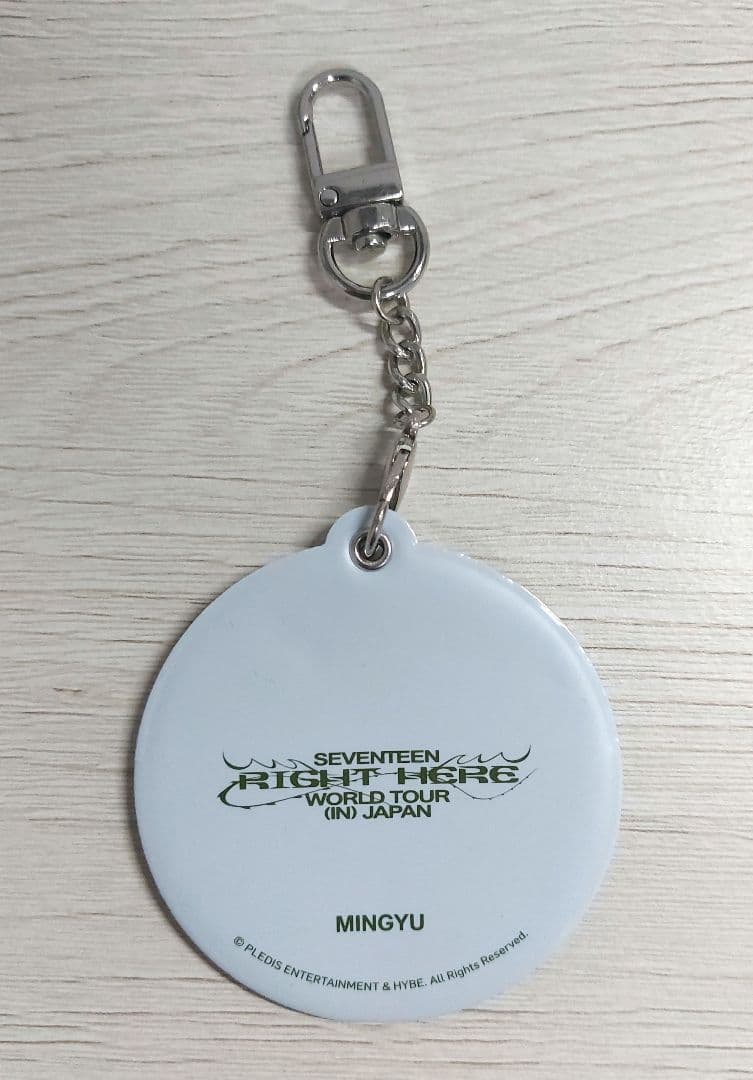 SEVENTEEN
RIGHT HERE
WORLD TOUR
(IN) JAPAN
MINGYU
© PLEDIS ENTERTAINMENT & HYBE. All Rights Reserved.